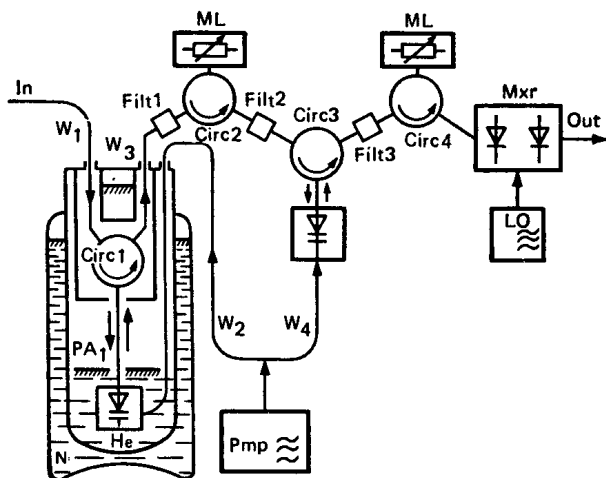 ML
ML
In
Filt1
Filt2
Circ3
Mxr
W1
W3
Circ2
Filt3
Circ4
Out
LO
Circ1
W2
W4
PA1
He
N
Pmp